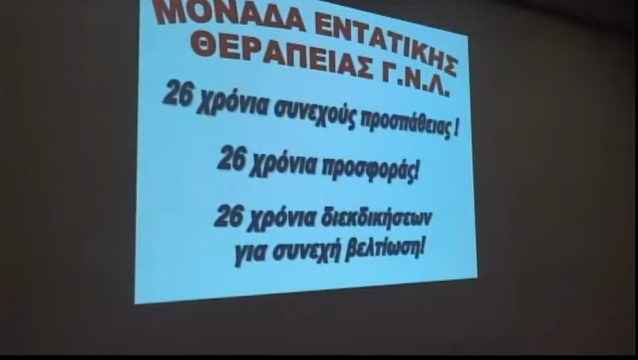 ΜΟΝΑΔΑ ΕΝΤΑΤΙΚΗΣ
ΘΕΡΑΠΕΙΑΣ Γ.Ν.Λ.
26 χρόνια συνεχούς προσπάθειας !
26 χρόνια προσφοράς!
26 χρόνια διεκδικήσεων
για συνεχή βελτίωση!